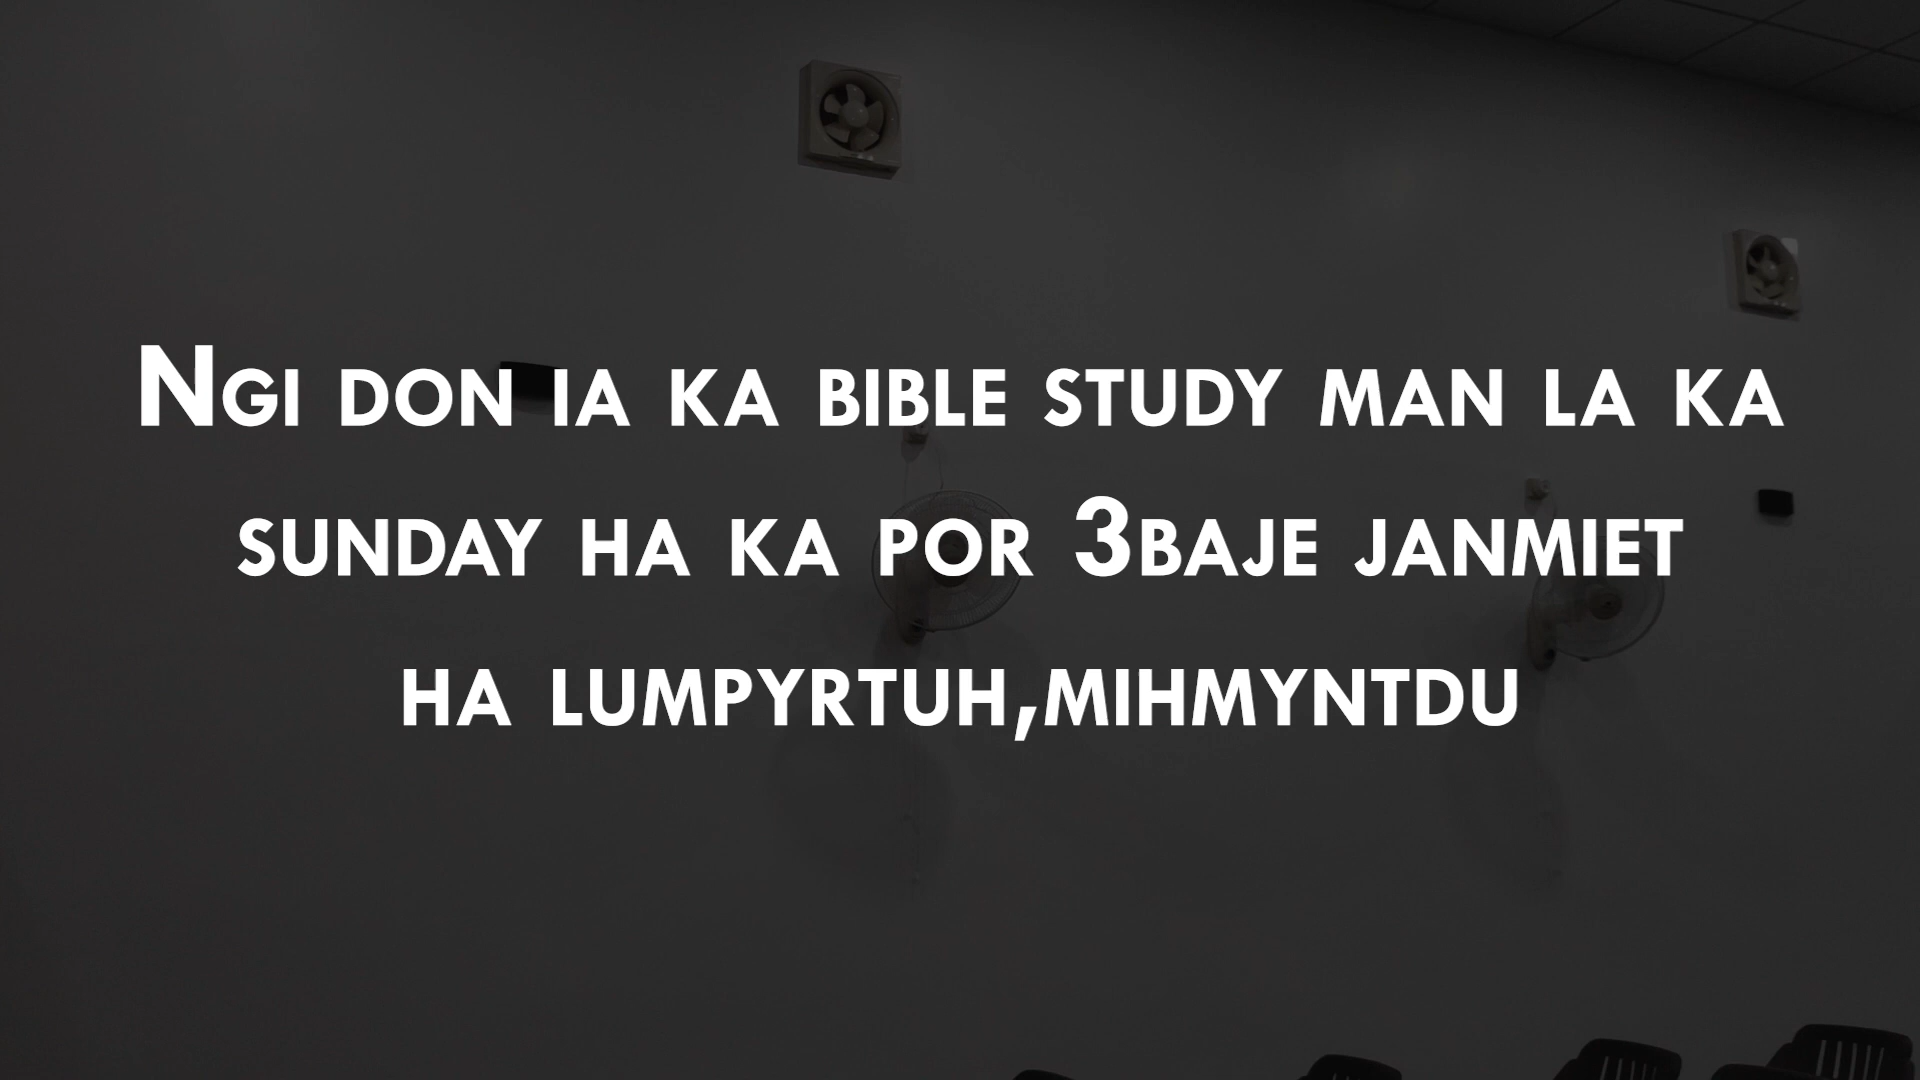 Ngi don ia ka bible study man la ka
sunday ha ka por 3baje janmiet
ha lumpyrtuh,mihmyntdu